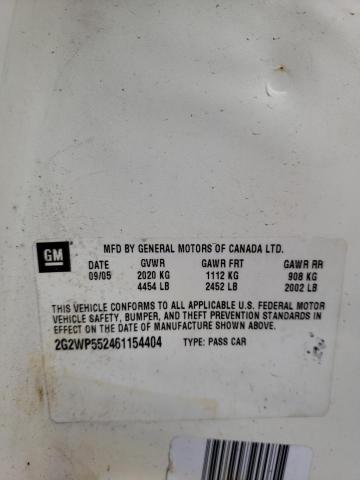 GM
MFD BY GENERAL MOTORS OF CANADA LTD.
DATE GVWR GAWR FRT GAWR RR
09/05 2020 KG 1112 KG 908 KG
4454 LB 2452 LB 2002 LB
THIS VEHICLE CONFORMS TO ALL APPLICABLE U.S. FEDERAL MOTOR
VEHICLE SAFETY, BUMPER, AND THEFT PREVENTION STANDARDS IN
EFFECT ON THE DATE OF MANUFACTURE SHOWN ABOVE.
2G2WP552461154404 TYPE: PASS CAR